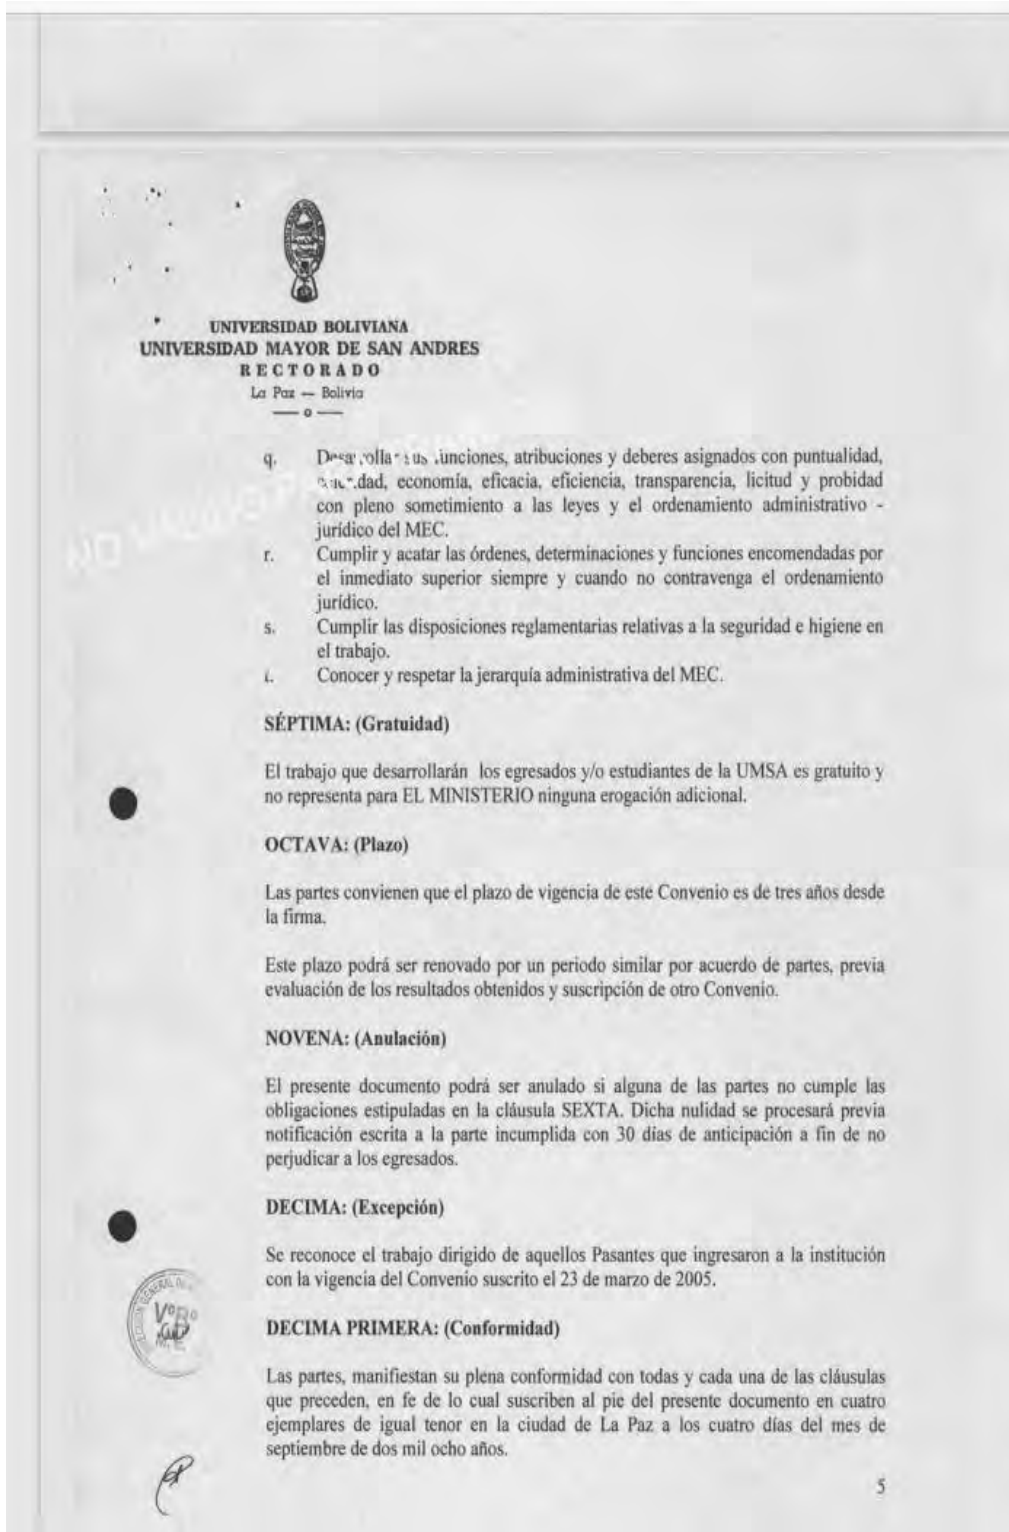 UNIVERSIDAD BOLIVIANA
UNIVERSIDAD MAYOR DE SAN ANDRES
RECTORADO
La Paz — Bolivia
— o —
q. Desarrollar sus funciones, atribuciones y deberes asignados con puntualidad,
economía, eficacia, eficiencia, transparencia, licitud y probidad
con pleno sometimiento a las leyes y el ordenamiento administrativo -
jurídico del MEC.
r. Cumplir y acatar las órdenes, determinaciones y funciones encomendadas por
el inmediato superior siempre y cuando no contravenga el ordenamiento
jurídico.
s. Cumplir las disposiciones reglamentarias relativas a la seguridad e higiene en
el trabajo.
Conocer y respetar la jerarquía administrativa del MEC.
SÉPTIMA: (Gratuidad)
El trabajo que desarrollarán los egresados y/o estudiantes de la UMSA es gratuito y
no representa para EL MINISTERIO ninguna erogación adicional.
OCTAVA: (Plazo)
Las partes convienen que el plazo de vigencia de este Convenio es de tres años desde
la firma.
Este plazo podrá ser renovado por un periodo similar por acuerdo de partes, previa
evaluación de los resultados obtenidos y suscripción de otro Convenio.
NOVENA: (Anulación)
El presente documento podrá ser anulado si alguna de las partes no cumple las
obligaciones estipuladas en la cláusula SEXTA. Dicha nulidad se procesará previa
notificación escrita a la parte incumplida con 30 días de anticipación a fin de no
perjudicar a los egresados.
DECIMA: (Excepción)
Se reconoce el trabajo dirigido de aquellos Pasantes que ingresaron a la institución
con la vigencia del Convenio suscrito el 23 de marzo de 2005.
DECIMA PRIMERA: (Conformidad)
Las partes, manifiestan su plena conformidad con todas y cada una de las cláusulas
que preceden, en fe de lo cual suscriben al pie del presente documento en cuatro
ejemplares de igual tenor en la ciudad de La Paz a los cuatro días del mes de
septiembre de dos mil ocho años.
VºBº
5